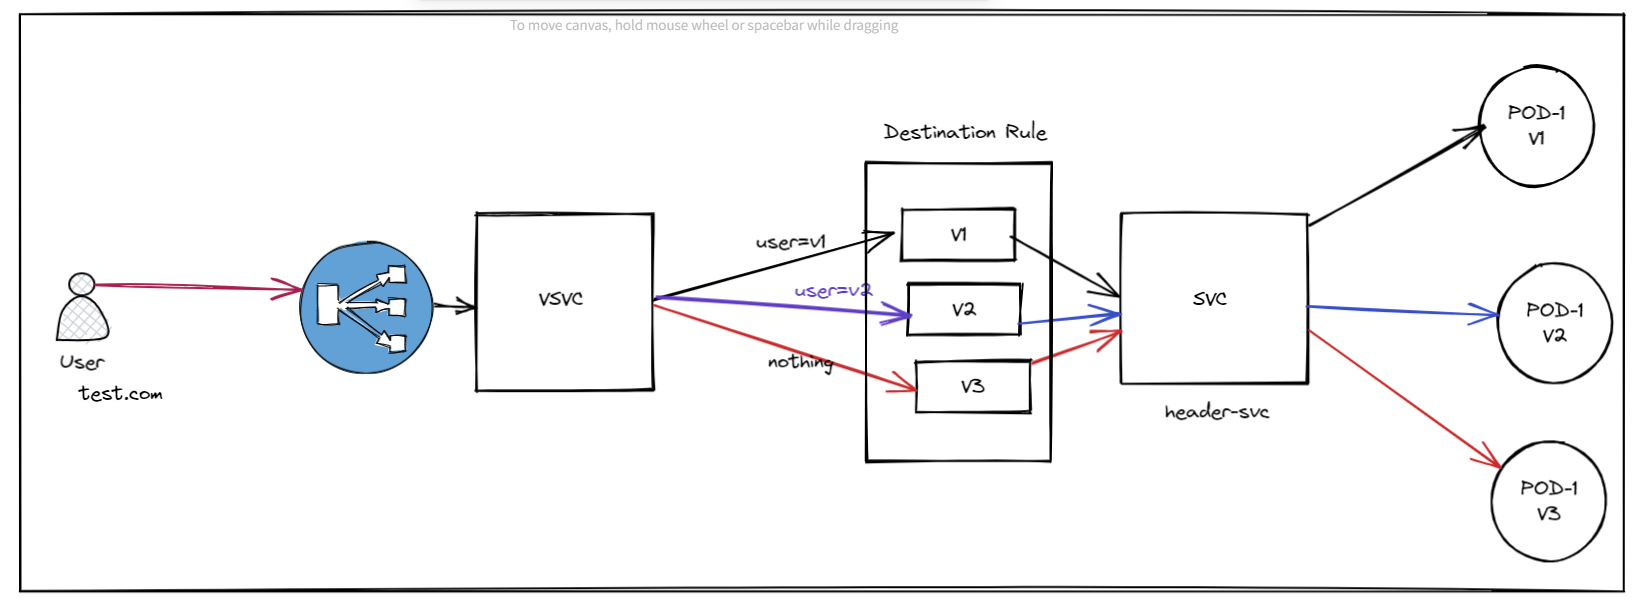 To move canvas, hold mouse wheel or spacebar while dragging
User
test.com
VSVC
user=v1
user=v2
nothing
Destination Rule
V1
V2
V3
SVC
header-svc
POD-1
V1
POD-1
V2
POD-1
V3